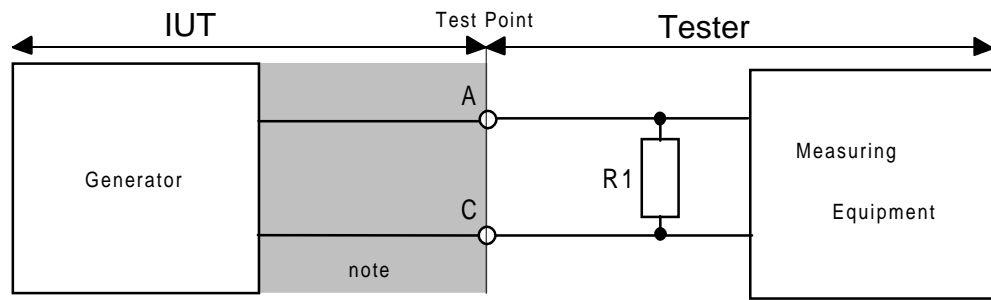 IUT
Test Point
Tester
A
Generator
R1
Measuring
Equipment
C
note